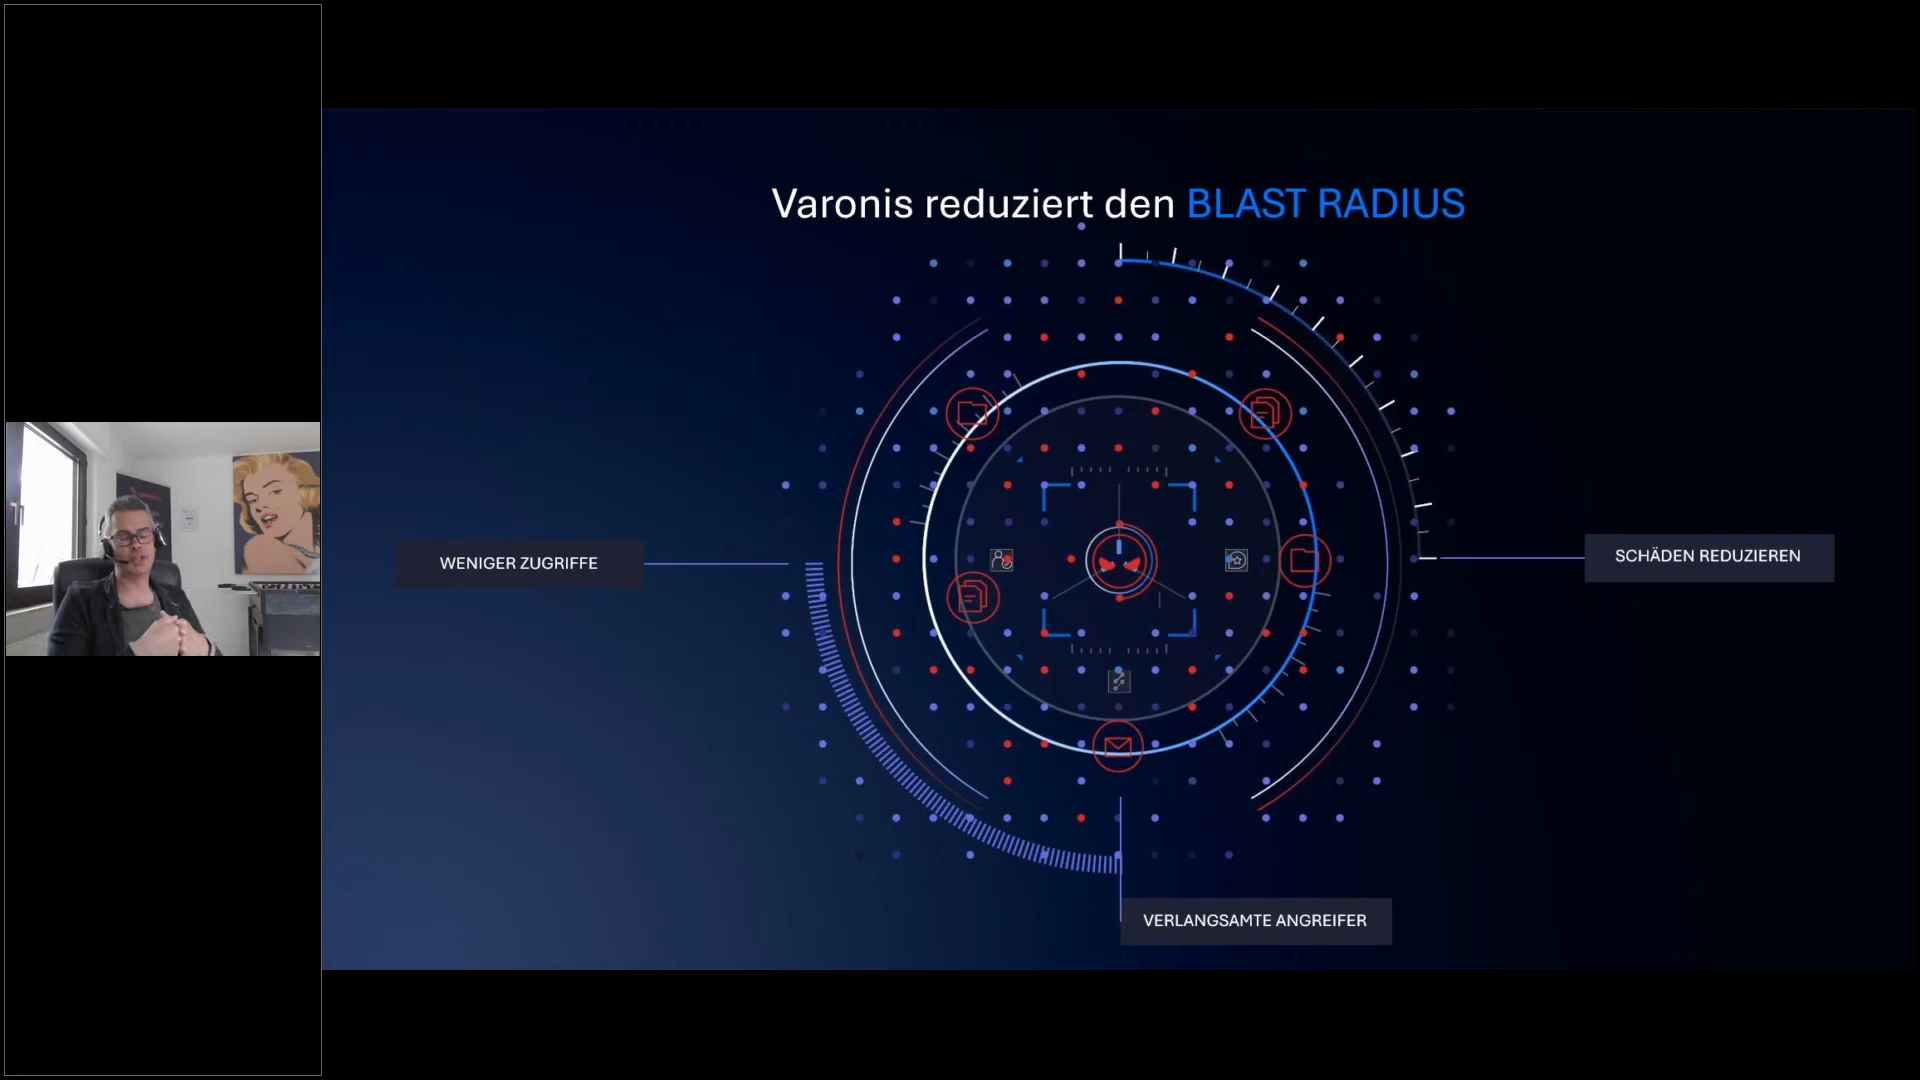 Varonis reduziert den BLAST RADIUS
WENIGER ZUGRIFFE
SCHÄDEN REDUZIEREN
VERLANGSAMTE ANGREIFER